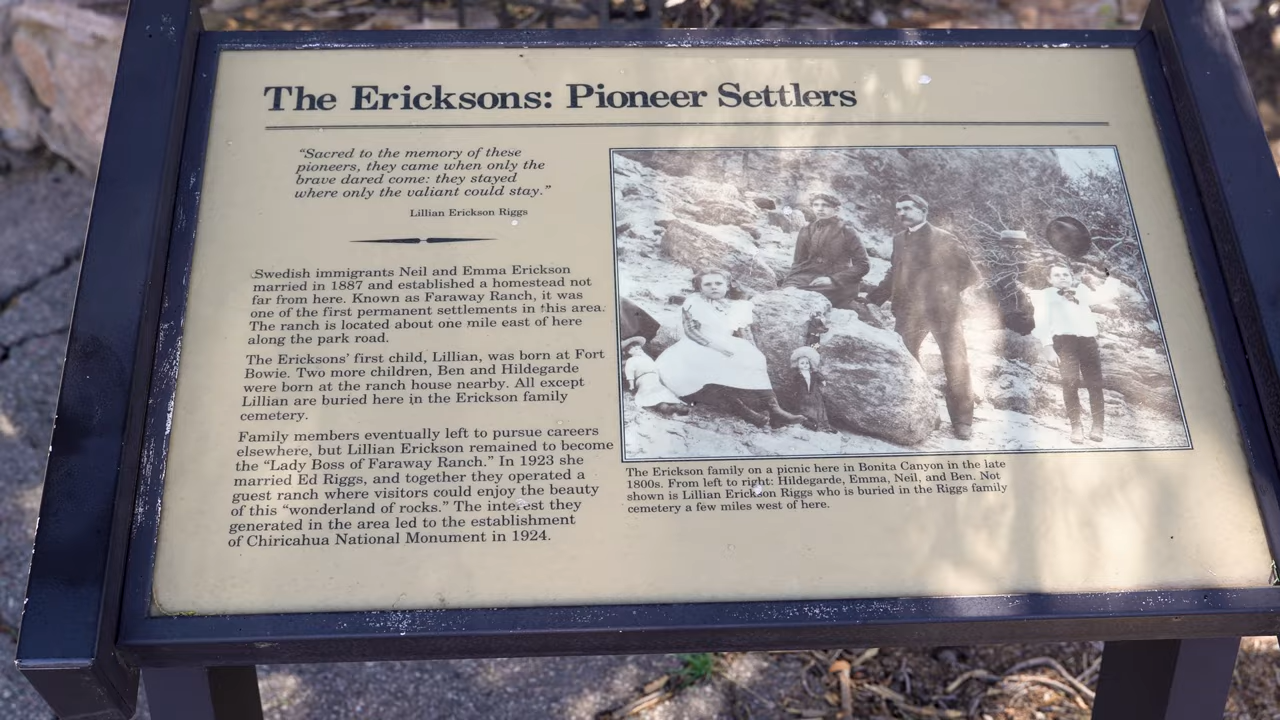 The Ericksons: Pioneer Settlers
“Sacred to the memory of these
pioneers, they came when only the
brave dared come: they stayed
where only the valiant could stay.”
Lillian Erickson Riggs
Swedish immigrants Neil and Emma Erickson
married in 1887 and established a homestead not
far from here. Known as Faraway Ranch, it was
one of the first permanent settlements in this area.
The ranch is located about one mile east of here
along the park road.
The Ericksons’ first child, Lillian, was born at Fort
Bowie. Two more children, Ben and Hildegarde
were born at the ranch house nearby. All except
Lillian are buried here in the Erickson family
cemetery.
Family members eventually left to pursue careers
elsewhere, but Lillian Erickson remained to become
the “Lady Boss of Faraway Ranch.” In 1923 she
married Ed Riggs, and together they operated a
guest ranch where visitors could enjoy the beauty
of this “wonderland of rocks.” The interest they
generated in the area led to the establishment
of Chiricahua National Monument in 1924.
The Erickson family on a picnic here in Bonita Canyon in the late
1800s. From left to right: Hildegarde, Emma, Neil, and Ben. Not
shown is Lillian Erickson Riggs who is buried in the Riggs family
cemetery a few miles west of here.